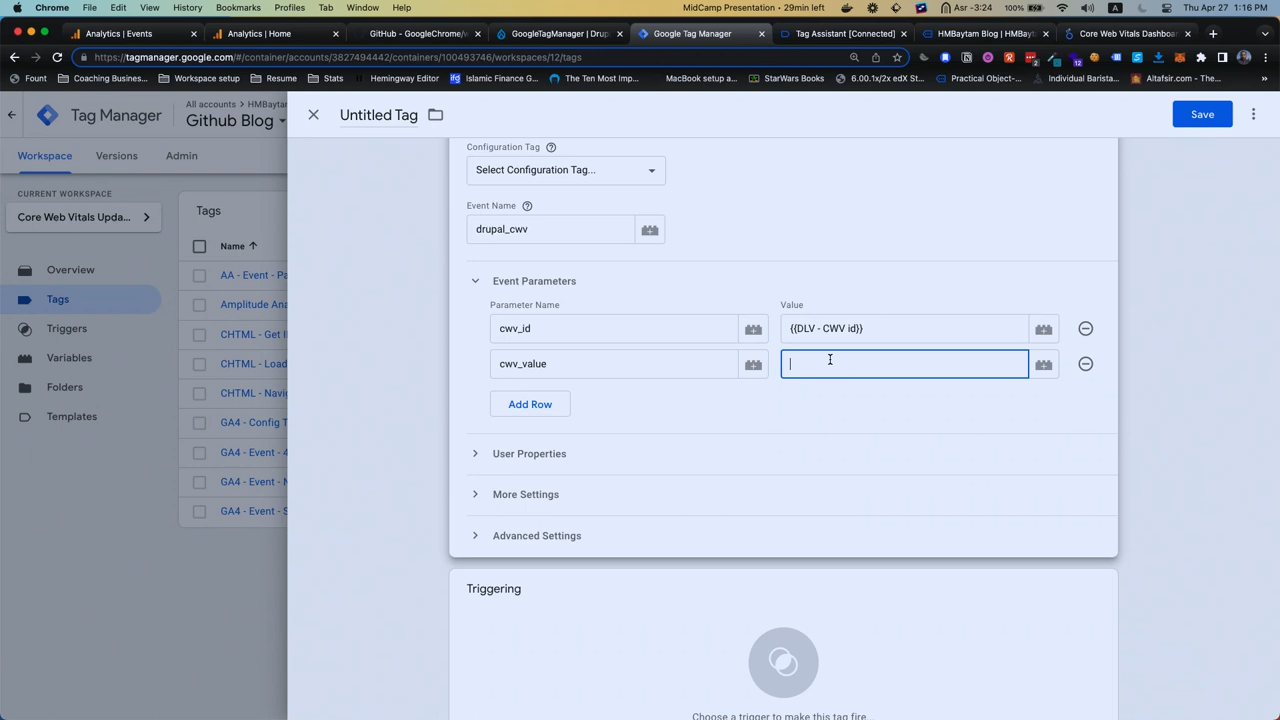 Chrome File Edit View History Bookmarks Profiles Tab Window Help MidCamp Presentation • 29min left Asr -3:24 100% Thu Apr 27 1:16 PM
Analytics | Events
Analytics | Home
GitHub - GoogleChrome/w
GoogleTagManager | Drup
Google Tag Manager
Tag Assistant [Connected]
HMBaytam Blog | HMBayt
Core Web Vitals Dashboa
https://tagmanager.google.com/#/container/accounts/3827494442/containers/100493746/workspaces/12/tags
Fount Coaching Business... Workspace setup Resume Stats Hemingway Editor Islamic Finance G... The Ten Most Imp... MacBook setup a... StarWars Books 6.00.1x/2x edX St... Practical Object-... Individual Barista... Altafsir.com - The...
Tag Manager
All accounts > HMBaytam
Github Blog
Workspace Versions Admin
CURRENT WORKSPACE
Core Web Vitals Upda...
Overview
Tags
Triggers
Variables
Folders
Templates
Tags
Name
AA - Event - Pa
Amplitude Ana
CHTML - Get I
CHTML - Load
CHTML - Navig
GA4 - Config T
GA4 - Event - 4
GA4 - Event - N
GA4 - Event - S
Untitled Tag
Save
Configuration Tag
Select Configuration Tag...
Event Name
drupal_cwv
Event Parameters
Parameter Name Value
cwv_id {{DLV - CWV id}}
cwv_value
Add Row
User Properties
More Settings
Advanced Settings
Triggering
Choose a trigger to make this tag fire...